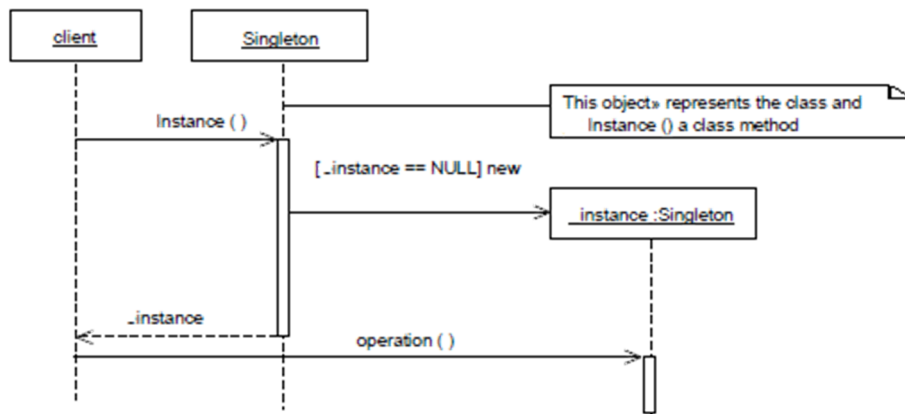 client
Singleton
This object» represents the class and
Instance () a class method
Instance ( )
[ _instance == NULL] new
_instance :Singleton
_instance
operation ( )